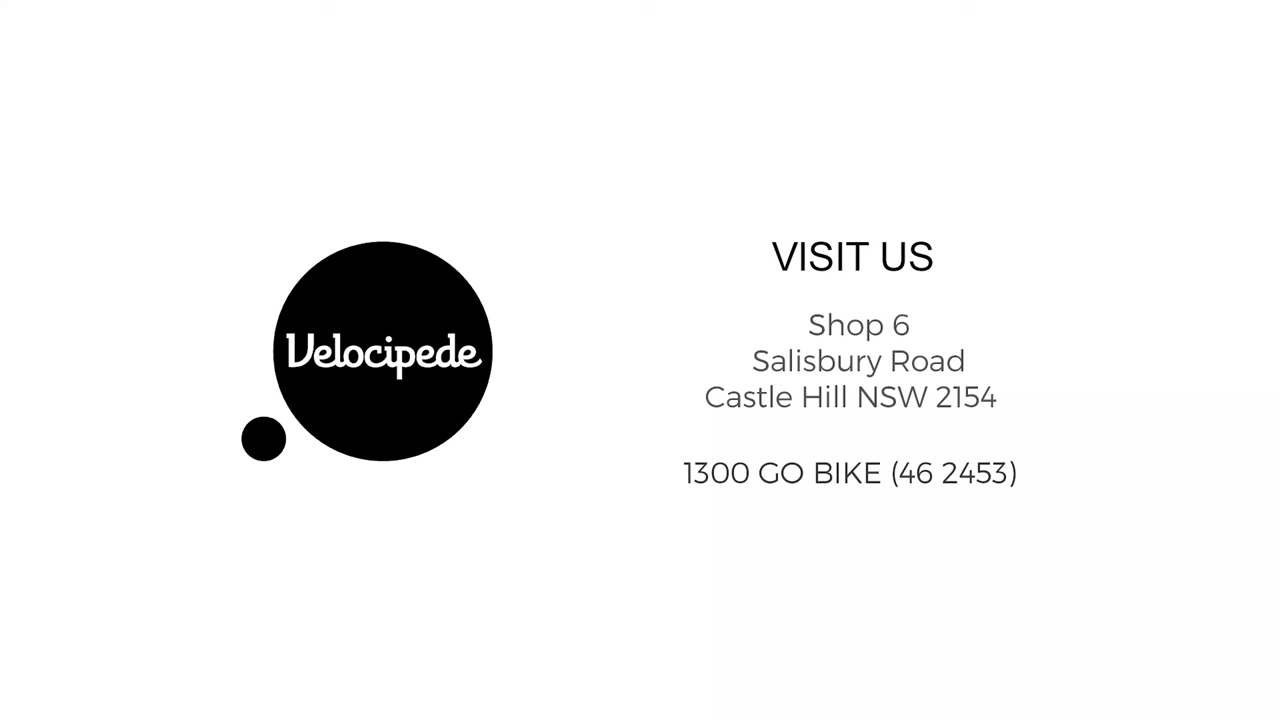 Velocipede
VISIT US
Shop 6
Salisbury Road
Castle Hill NSW 2154
1300 GO BIKE (46 2453)